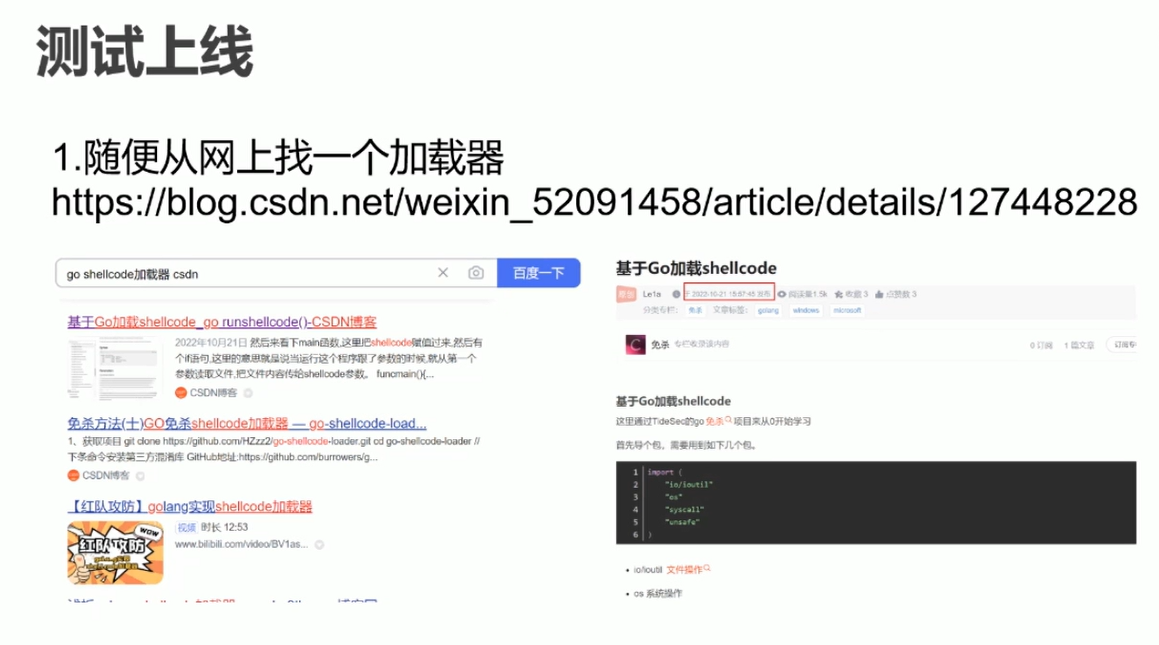 测试上线
1.随便从网上找一个加载器
https://blog.csdn.net/weixin_52091458/article/details/127448228
go shellcode加载器 csdn
百度一下
基于Go加载shellcode_go runshellcode()-CSDN博客
2022年10月21日 然后来看下main函数,这里把shellcode赋值过来,然后有
个if语句,这里的意思就是说当运行这个程序跟了参数的时候,就从第一个
参数读取文件,把文件内容传给shellcode参数。 funcmain(){...
CSDN博客
免杀方法(十)GO免杀shellcode加载器 — go-shellcode-load...
1、获取项目 git clone https://github.com/HZzz2/go-shellcode-loader.git cd go-shellcode-loader //
下条命令安装第三方混淆库 GitHub地址:https://github.com/burrowers/g...
CSDN博客
【红队攻防】golang实现shellcode加载器
WOW
红队攻防
视频 时长 12:53
www.bilibili.com/video/BV1as...
基于Go加载shellcode
原创 Le1a 于 2022-10-21 18:87:45 发布 阅读量1.5k 收藏 3 点赞数 3
分类专栏: 免杀 文章标签: golang windows microsoft
C 免杀 专栏收录该内容 0 订阅 1 篇文章
基于Go加载shellcode
这里通过TideSec的go 免杀 项目来从0开始学习
首先导个包,需要用到如下几个包。
1 import (
2 "io/ioutil"
3 "os"
4 "syscall"
5 "unsafe"
6 )
• io/ioutil 文件操作
• os 系统操作